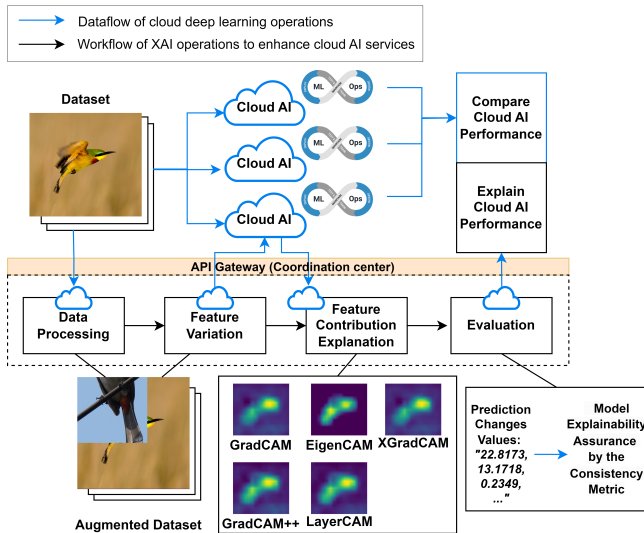 Dataflow of cloud deep learning operations
Workflow of XAI operations to enhance cloud AI services
Dataset
Cloud AI
ML
Ops
Cloud AI
ML
Ops
Cloud AI
ML
Ops
Compare
Cloud AI
Performance
Explain
Cloud AI
Performance
API Gateway (Coordination center)
Data
Processing
Feature
Variation
Feature
Contribution
Explanation
Evaluation
Augmented Dataset
GradCAM
EigenCAM
XGradCAM
GradCAM++
LayerCAM
Prediction
Changes
Values:
"22.8173,
13.1718,
0.2349,
..."
Model
Explainability
Assurance
by the
Consistency
Metric